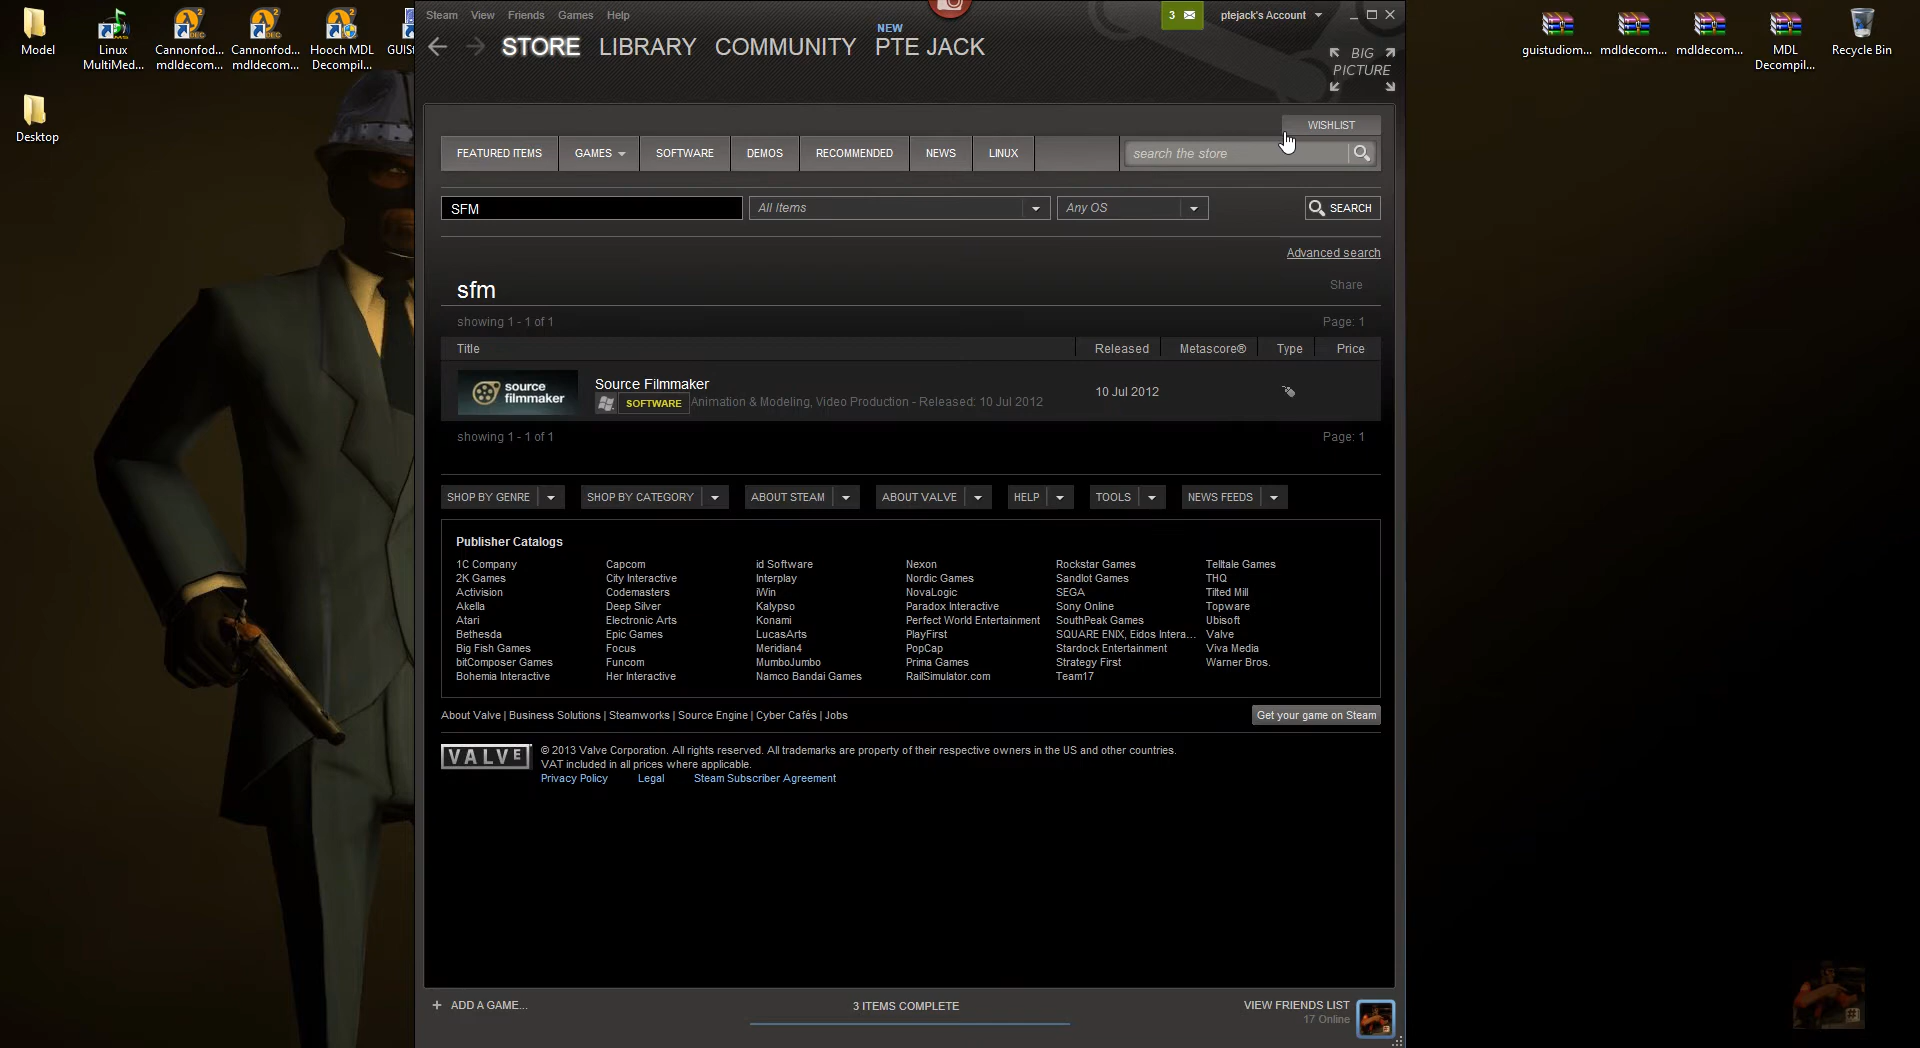 Steam View Friends Games Help
3
ptejack's Account
NEW
STORE LIBRARY COMMUNITY PTE JACK
BIG
PICTURE
Model
Linux
MultiMed...
Cannonfod...
mdldecom...
Cannonfod...
mdldecom...
Hooch MDL
Decompil...
Desktop
guistudiom...
mdldecom...
mdldecom...
MDL
Decompil...
Recycle Bin
WISHLIST
FEATURED ITEMS GAMES SOFTWARE DEMOS RECOMMENDED NEWS LINUX search the store
SFM All Items Any OS SEARCH
Advanced search
sfm Share
showing 1 - 1 of 1 Page: 1
Title Released Metascore® Type Price
source
filmmaker
Source Filmmaker
SOFTWARE Animation & Modeling, Video Production - Released: 10 Jul 2012
10 Jul 2012
showing 1 - 1 of 1 Page: 1
SHOP BY GENRE SHOP BY CATEGORY ABOUT STEAM ABOUT VALVE HELP TOOLS NEWS FEEDS
Publisher Catalogs
1C Company Capcom id Software Nexon Rockstar Games Telltale Games
2K Games City Interactive Interplay Nordic Games Sandlot Games THQ
Activision Codemasters iWin NovaLogic SEGA Tilted Mill
Akella Deep Silver Kalypso Paradox Interactive Sony Online Topware
Atari Electronic Arts Konami Perfect World Entertainment SouthPeak Games Ubisoft
Bethesda Epic Games LucasArts PlayFirst SQUARE ENIX, Eidos Intera... Valve
Big Fish Games Focus Meridian4 PopCap Stardock Entertainment Viva Media
bitComposer Games Funcom MumboJumbo Prima Games Strategy First Warner Bros.
Bohemia Interactive Her Interactive Namco Bandai Games RailSimulator.com Team17
About Valve | Business Solutions | Steamworks | Source Engine | Cyber Cafés | Jobs
Get your game on Steam
VALVE
© 2013 Valve Corporation. All rights reserved. All trademarks are property of their respective owners in the US and other countries.
VAT included in all prices where applicable.
Privacy Policy Legal Steam Subscriber Agreement
+ ADD A GAME... 3 ITEMS COMPLETE VIEW FRIENDS LIST
17 Online